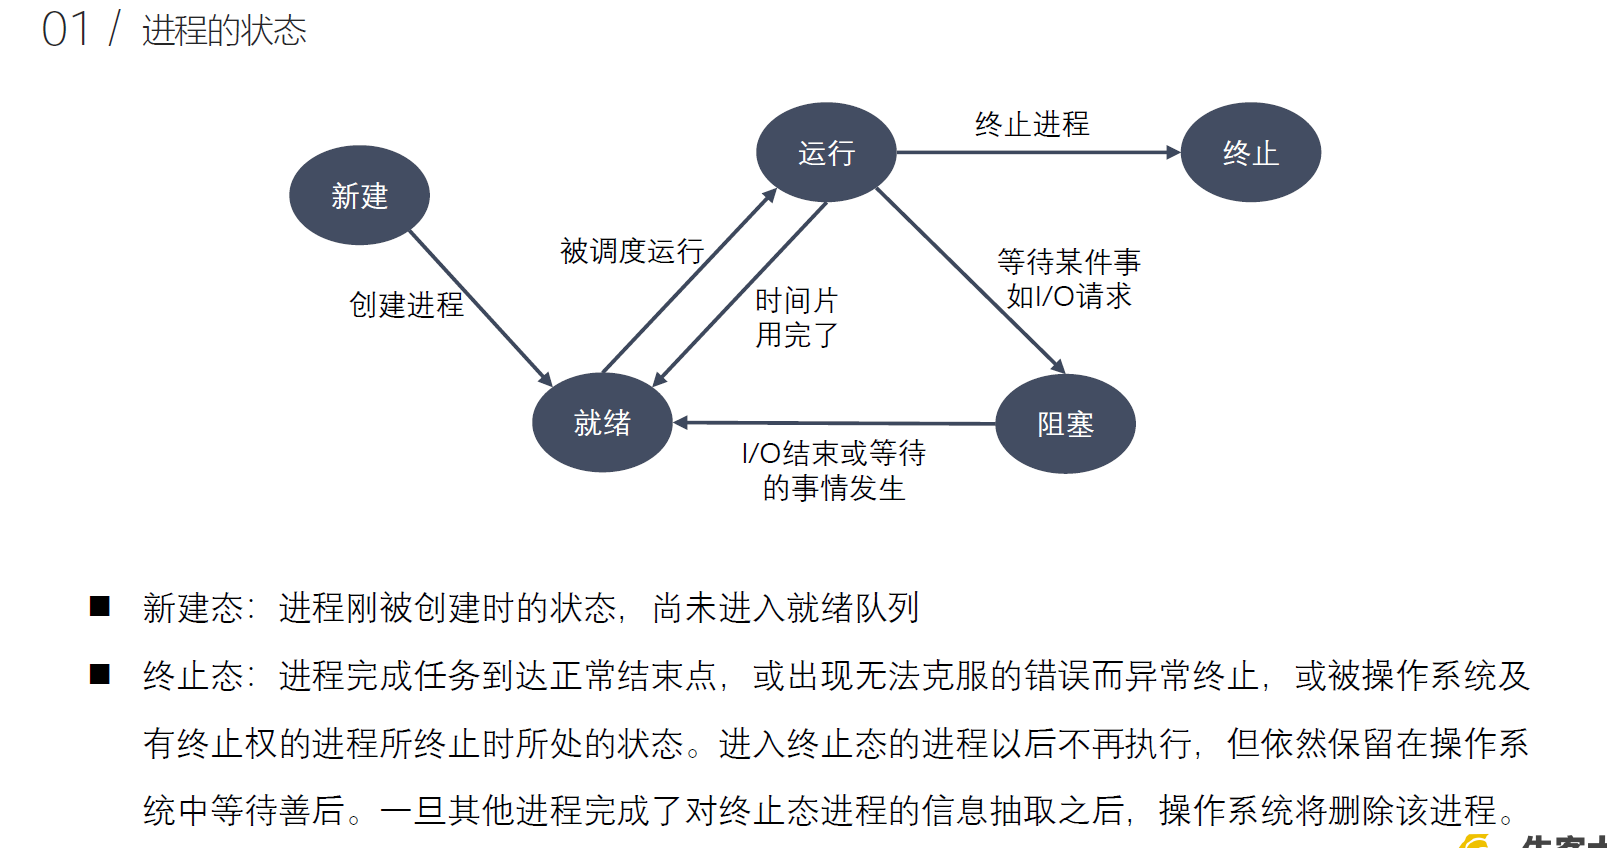 01 / 进程的状态
运行
终止进程
终止
新建
被调度运行
等待某件事
如I/O请求
创建进程
时间片
用完了
就绪
阻塞
I/O结束或等待
的事情发生
■ 新建态：进程刚被创建时的状态，尚未进入就绪队列
■ 终止态：进程完成任务到达正常结束点，或出现无法克服的错误而异常终止，或被操作系统及
有终止权的进程所终止时所处的状态。进入终止态的进程以后不再执行，但依然保留在操作系
统中等待善后。一旦其他进程完成了对终止态进程的信息抽取之后，操作系统将删除该进程。